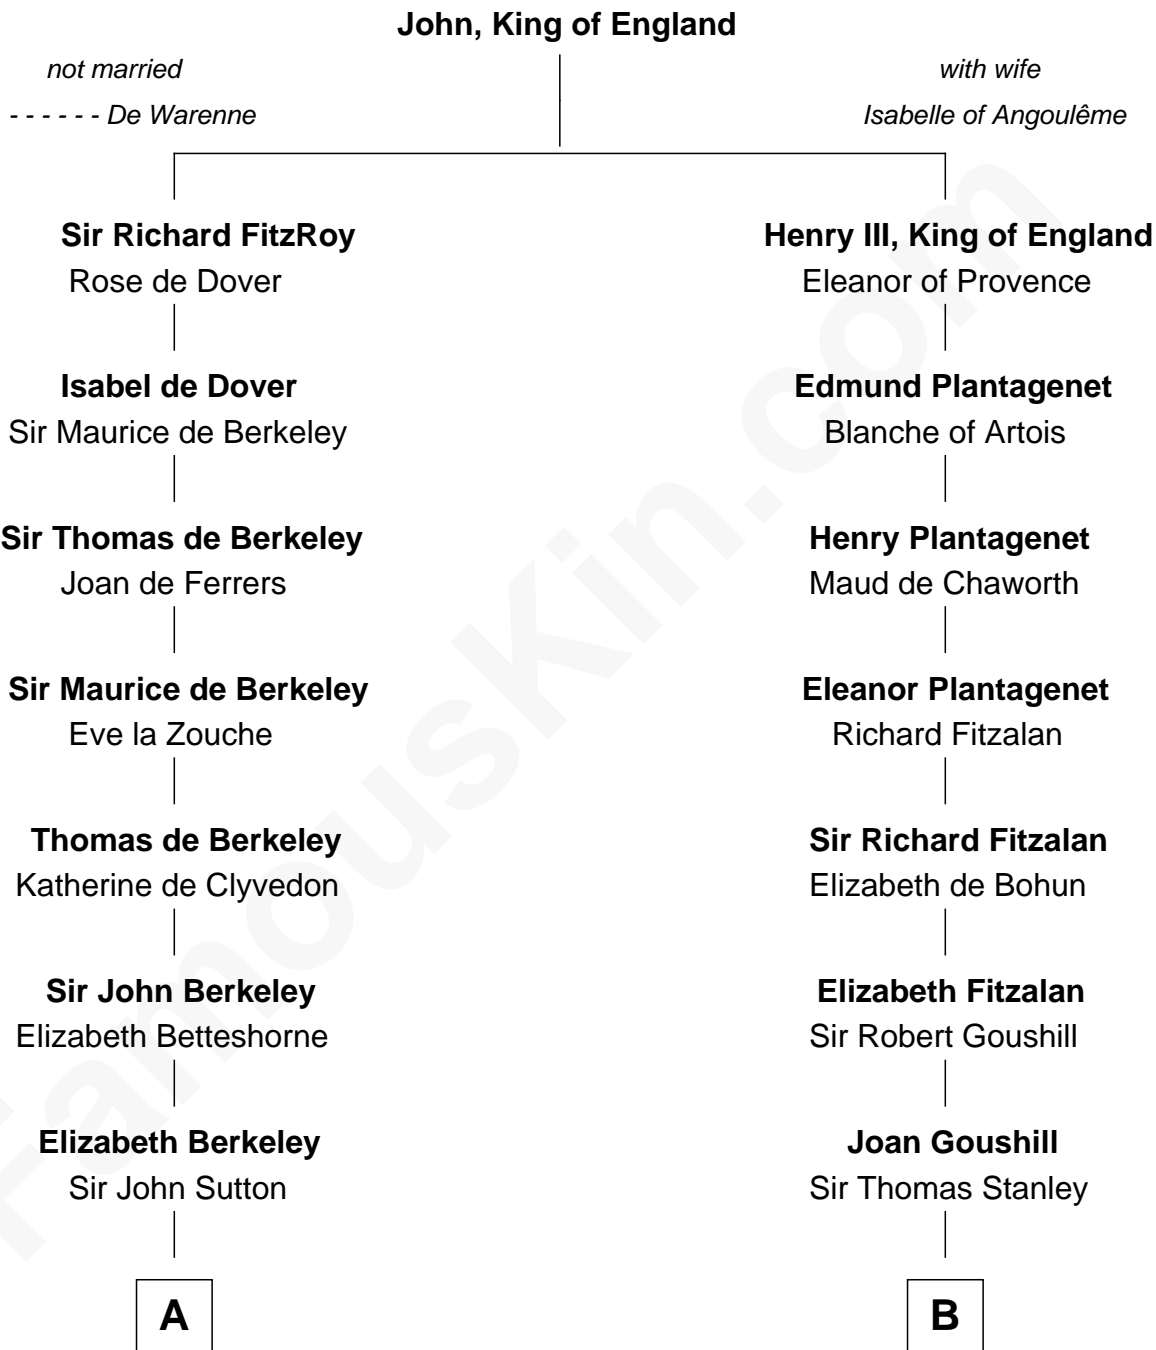 John, King of England
not married
- - - - - - De Warenne
with wife
Isabelle of Angoulême
Sir Richard FitzRoy
Rose de Dover
Henry III, King of England
Eleanor of Provence
Isabel de Dover
Sir Maurice de Berkeley
Edmund Plantagenet
Blanche of Artois
Sir Thomas de Berkeley
Joan de Ferrers
Henry Plantagenet
Maud de Chaworth
Sir Maurice de Berkeley
Eve la Zouche
Eleanor Plantagenet
Richard Fitzalan
Thomas de Berkeley
Katherine de Clyvedon
Sir Richard Fitzalan
Elizabeth de Bohun
Sir John Berkeley
Elizabeth Betteshorne
Elizabeth Fitzalan
Sir Robert Goushill
Elizabeth Berkeley
Sir John Sutton
Joan Goushill
Sir Thomas Stanley
A
B
FamousKin.com